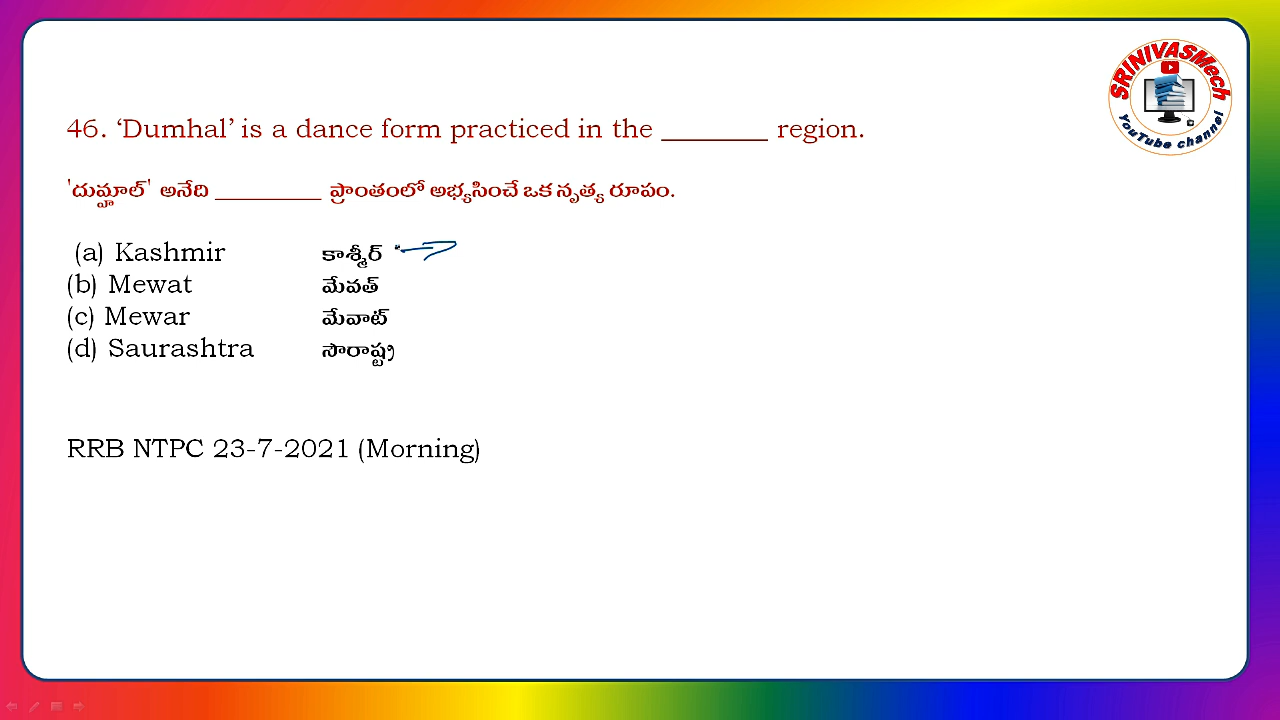 SRINIVASMech
YouTube channel
46. ‘Dumhal’ is a dance form practiced in the ________ region.
'దుమ్హాల్' అనేది __________ ప్రాంతంలో అభ్యసించే ఒక నృత్య రూపం.
(a) Kashmir కాశ్మీర్
(b) Mewat మేవత్
(c) Mewar మేవాట్
(d) Saurashtra సౌరాష్ట్ర
RRB NTPC 23-7-2021 (Morning)